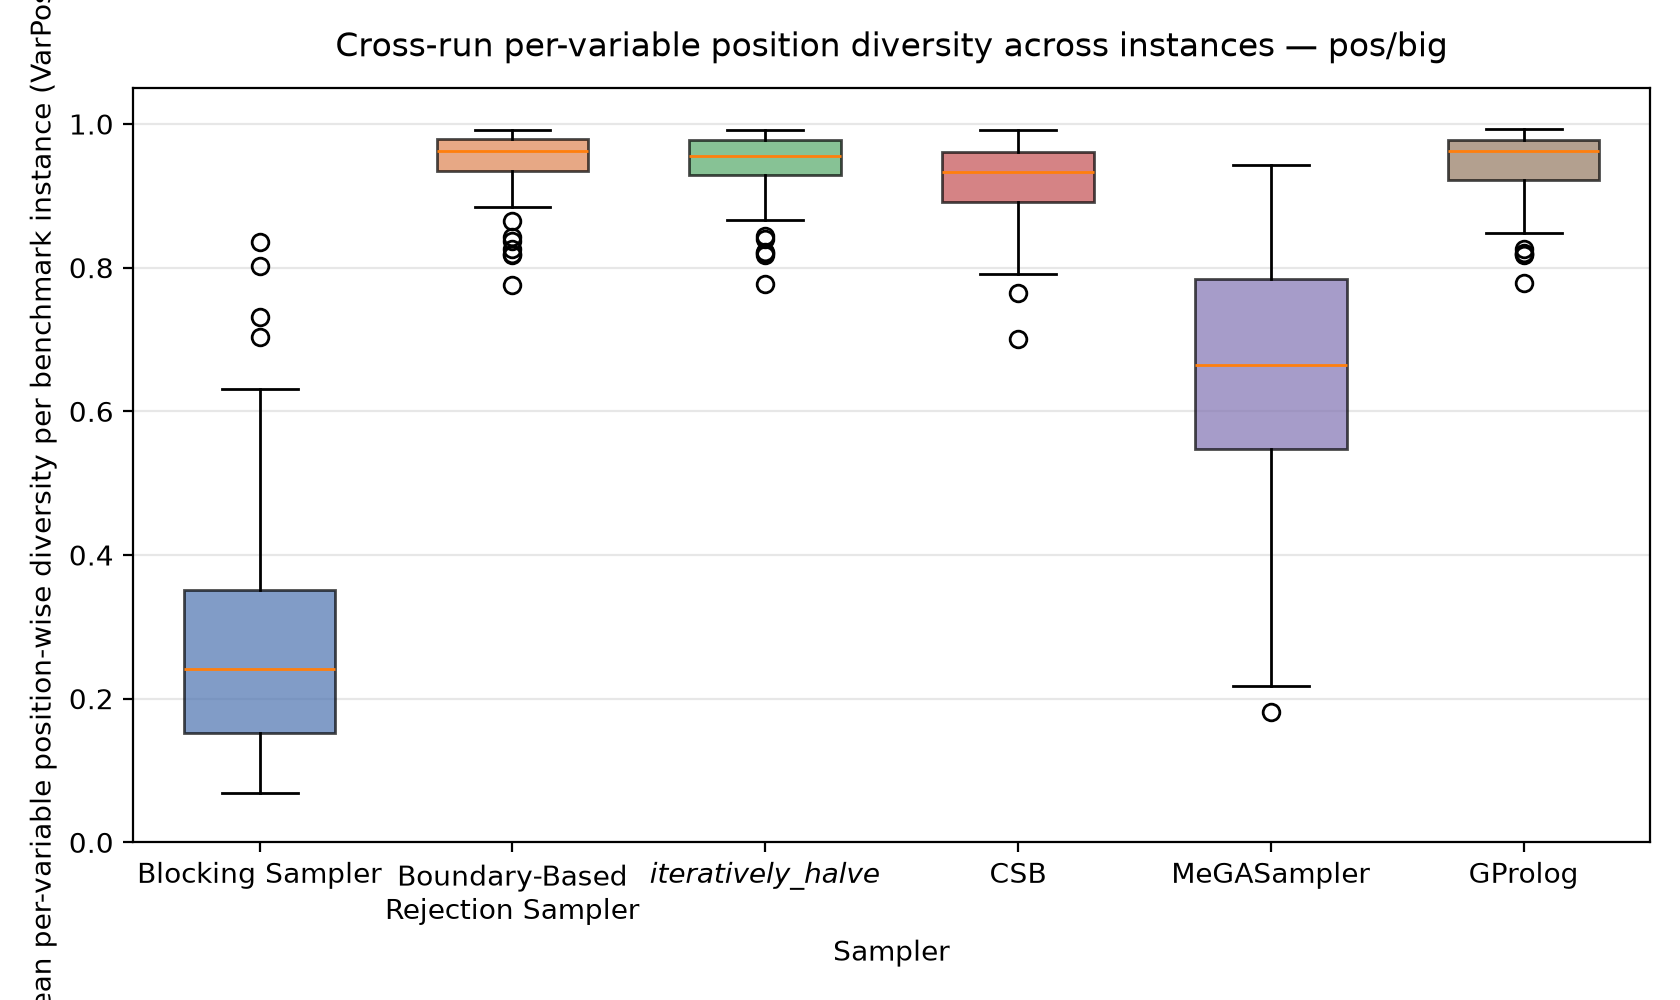 Cross-run per-variable position diversity across instances — pos/big
per-variable position-wise diversity per benchmark instance
1.0
0.8
0.6
0.4
0.2
0.0
Blocking Sampler
Boundary-Based
Rejection Sampler
iteratively_halve
CSB
MeGASampler
GProlog
Sampler